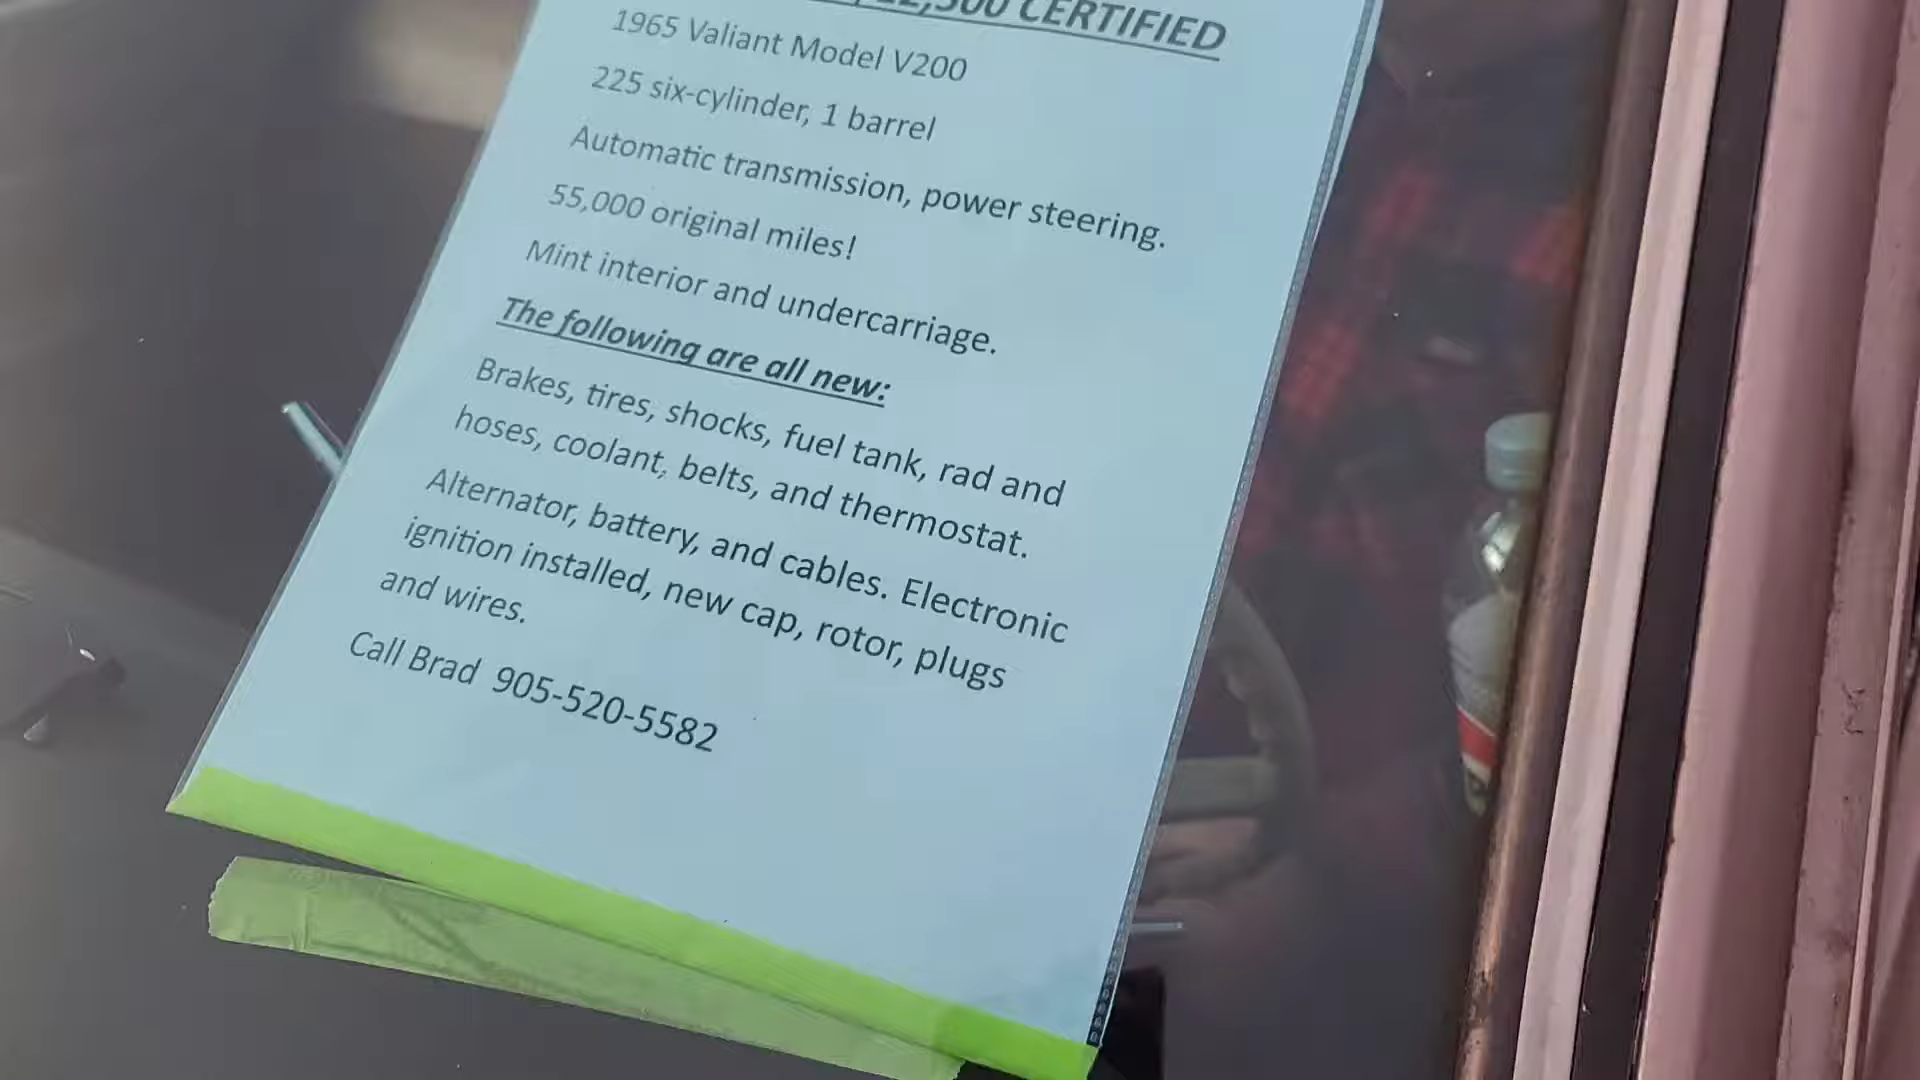 CERTIFIED
1965 Valiant Model V200
225 six-cylinder, 1 barrel
Automatic transmission, power steering.
55,000 original miles!
Mint interior and undercarriage.
The following are all new:
Brakes, tires, shocks, fuel tank, rad and
hoses, coolant, belts, and thermostat.
Alternator, battery, and cables. Electronic
ignition installed, new cap, rotor, plugs
and wires.
Call Brad 905-520-5582